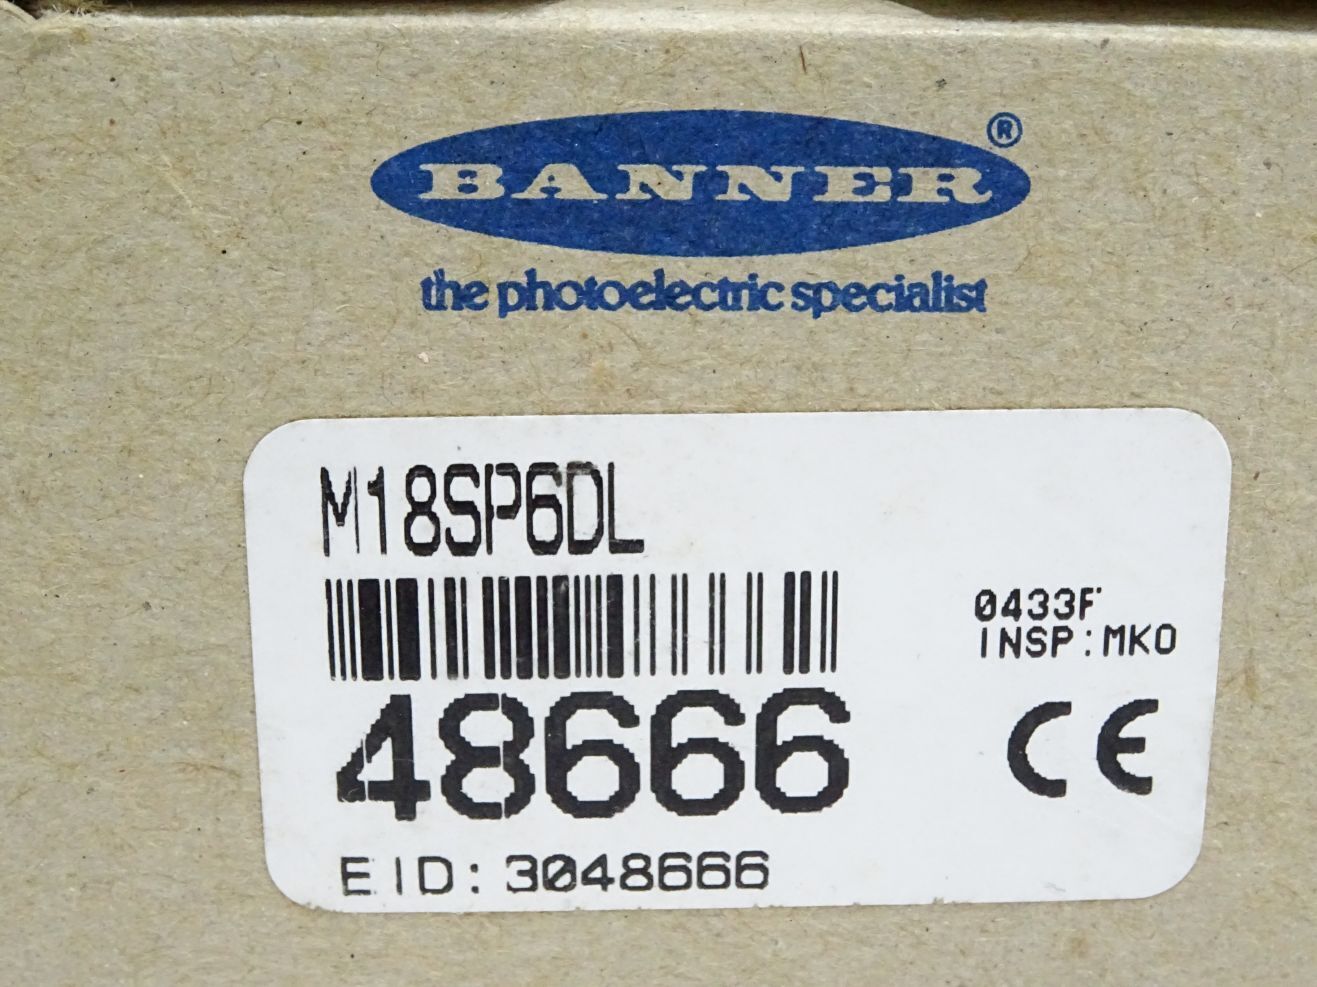 BANNER®
the photoelectric specialist
M18SP6DL
48666
EID: 3048666
0433F
INSP:MKO
CE